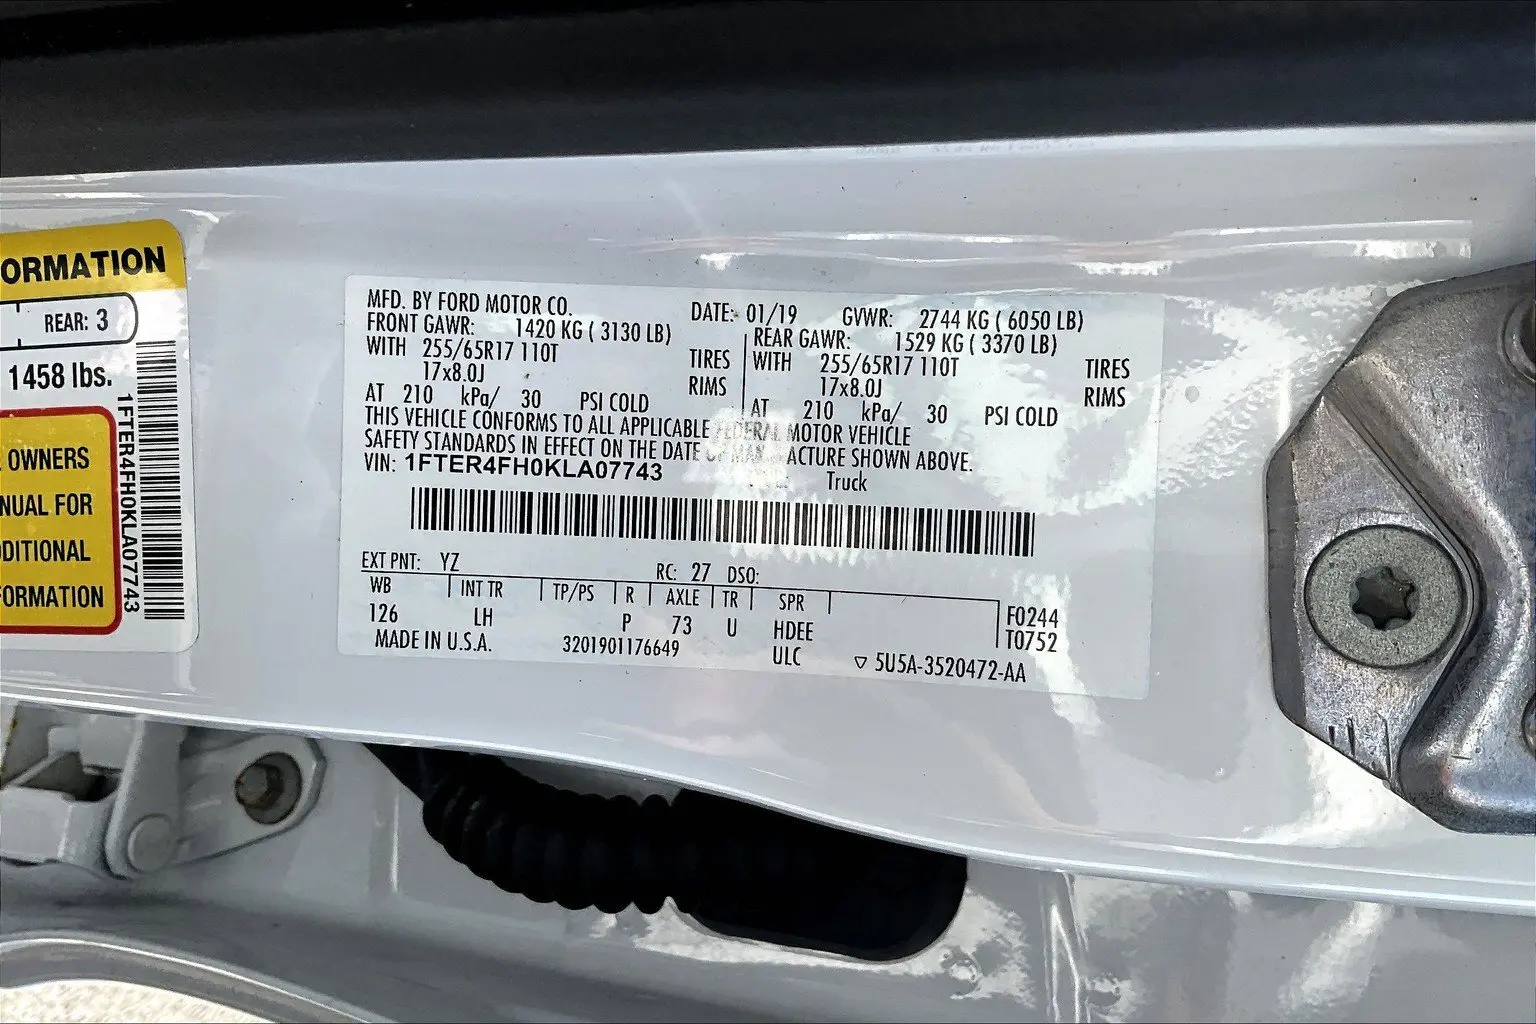 ORMATION
REAR: 3
1458 lbs.
OWNERS
NUAL FOR
DITIONAL
FORMATION
1FTER4FH0KLA07743
MFD. BY FORD MOTOR CO.
DATE: 01/19 GVWR: 2744 KG ( 6050 LB)
FRONT GAWR: 1420 KG ( 3130 LB) REAR GAWR: 1529 KG ( 3370 LB)
WITH 255/65R17 110T TIRES WITH 255/65R17 110T TIRES
17x8.0J RIMS 17x8.0J RIMS
AT 210 kPa/ 30 PSI COLD AT 210 kPa/ 30 PSI COLD
THIS VEHICLE CONFORMS TO ALL APPLICABLE FEDERAL MOTOR VEHICLE
SAFETY STANDARDS IN EFFECT ON THE DATE OF SHOWN ABOVE.
VIN: 1FTER4FH0KLA07743 Truck
EXT PNT: YZ RC: 27 DSO:
WB INT TR TP/PS R AXLE TR SPR
126 LH P 73 U HDEE F0244
MADE IN U.S.A. 3201901176649 ULC T0752
▽ 5U5A-3520472-AA